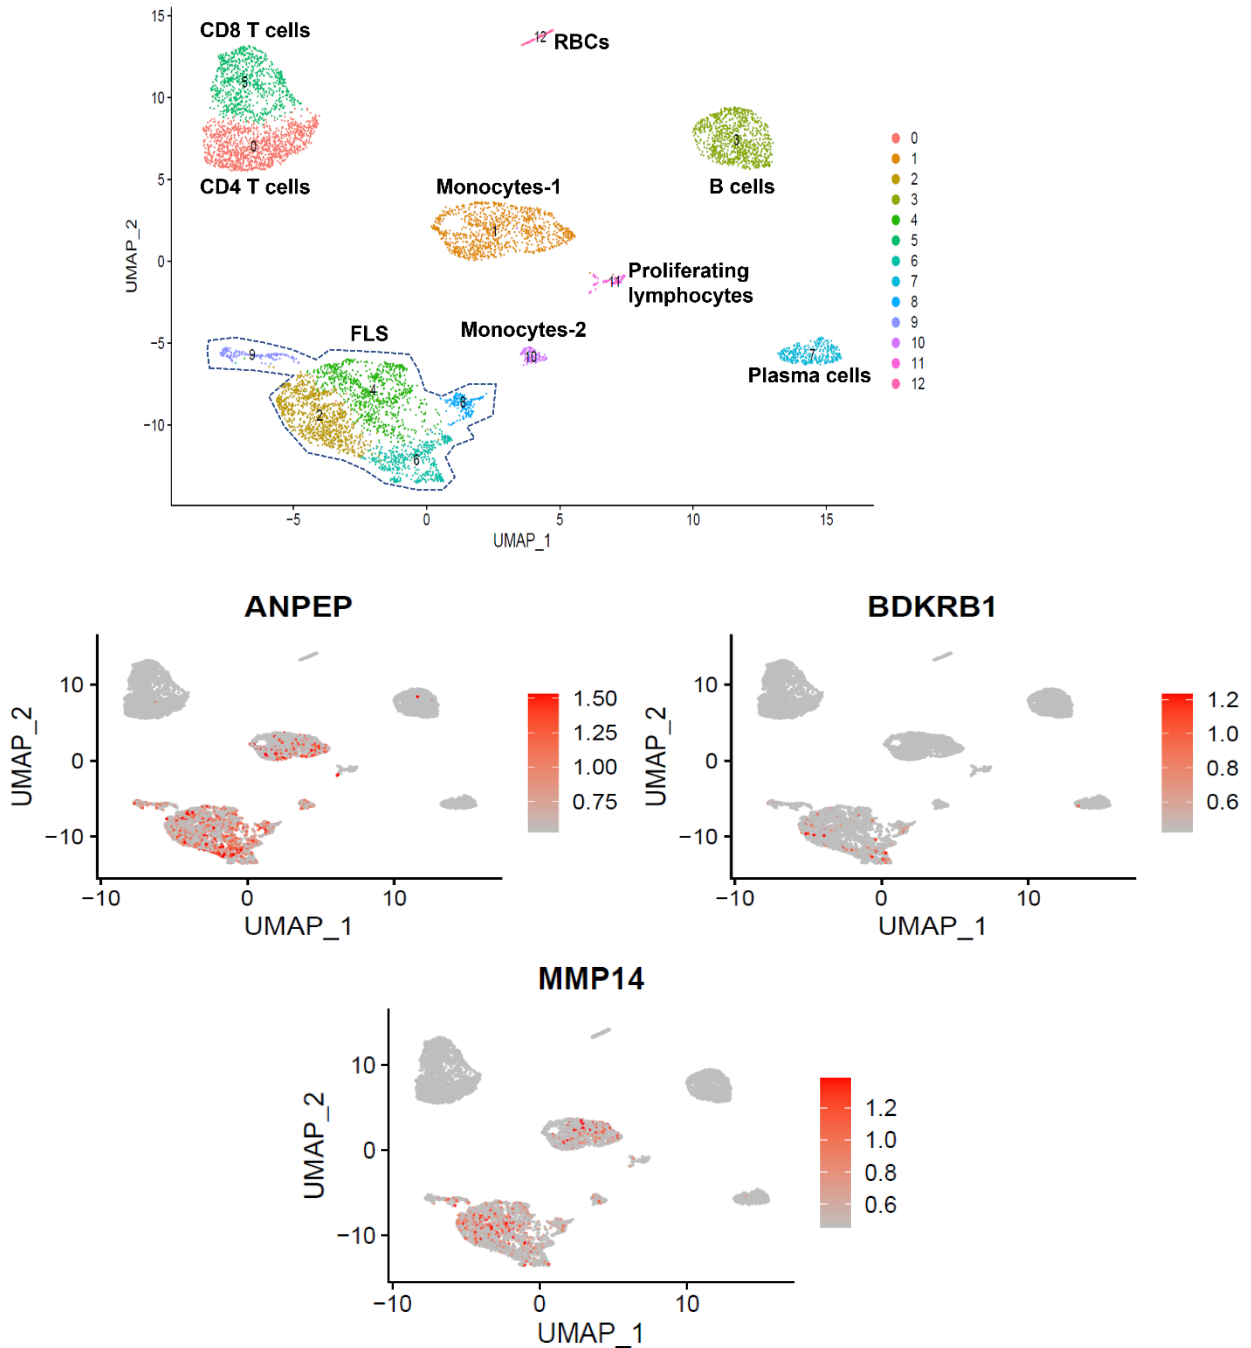 CD8 T cells
12 RBCs
5
0
CD4 T cells
3
B cells
Monocytes-1
1
11
Proliferating
lymphocytes
FLS
Monocytes-2
9
10
7
Plasma cells
4
8
2
6
15
10
5
0
−5
−10
UMAP_2
−5 0 5 10 15
UMAP_1
0
1
2
3
4
5
6
7
8
9
10
11
12
ANPEP
10
0
−10
UMAP_2
−10 0 10
UMAP_1
1.50
1.25
1.00
0.75
BDKRB1
10
0
−10
UMAP_2
−10 0 10
UMAP_1
1.2
1.0
0.8
0.6
MMP14
10
0
−10
UMAP_2
−10 0 10
UMAP_1
1.2
1.0
0.8
0.6